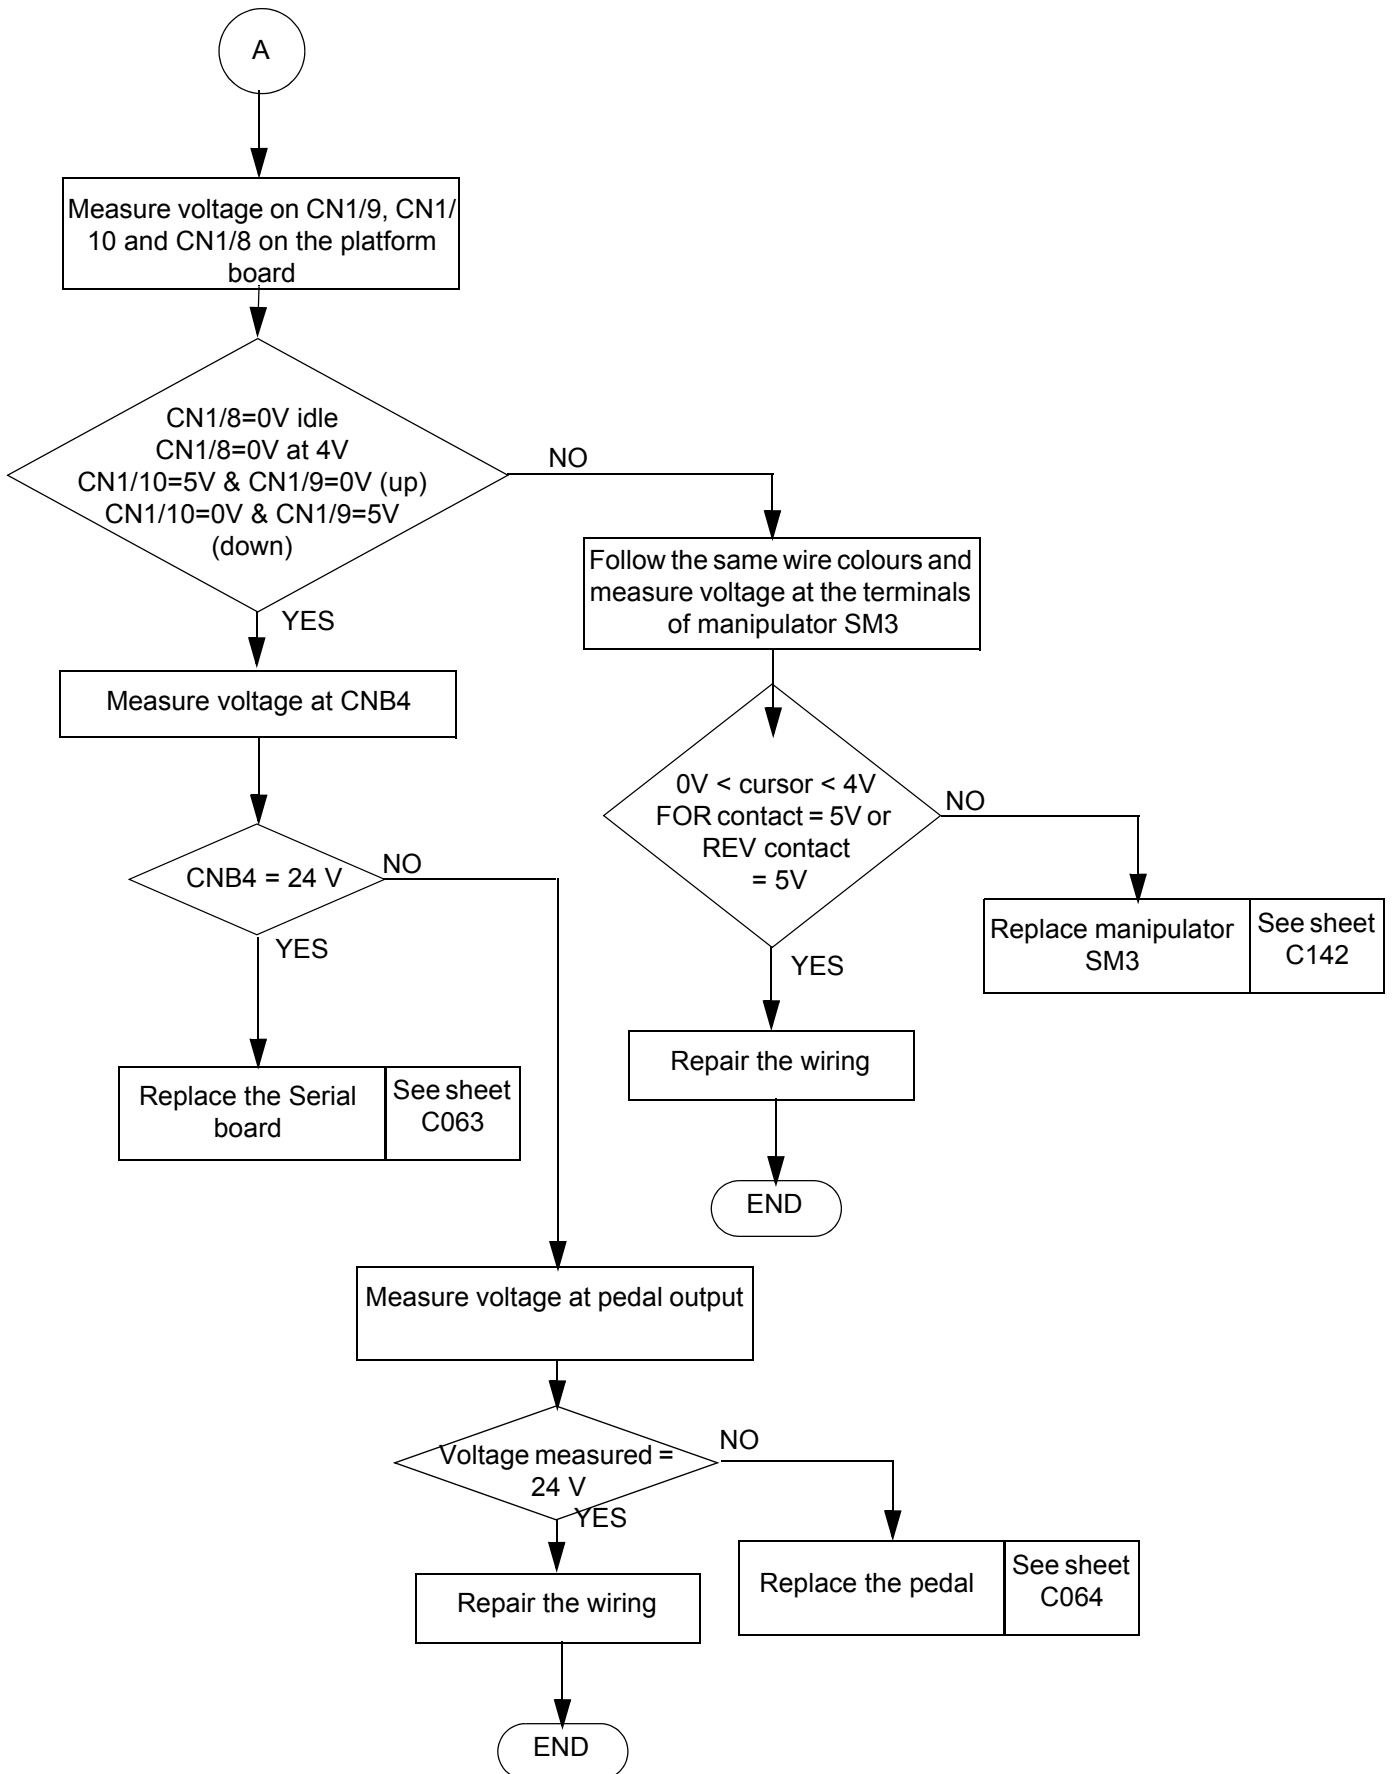 A
Measure voltage on CN1/9, CN1/
10 and CN1/8 on the platform
board
CN1/8=0V idle
CN1/8=0V at 4V
CN1/10=5V & CN1/9=0V (up)
CN1/10=0V & CN1/9=5V
(down)
NO
YES
Follow the same wire colours and
measure voltage at the terminals
of manipulator SM3
Measure voltage at CNB4
0V < cursor < 4V
FOR contact = 5V or
REV contact
= 5V
NO
YES
CNB4 = 24 V
NO
YES
Replace manipulator
SM3
See sheet
C142
Repair the wiring
END
Replace the Serial
board
See sheet
C063
Measure voltage at pedal output
Voltage measured =
24 V
NO
YES
Replace the pedal
See sheet
C064
Repair the wiring
END